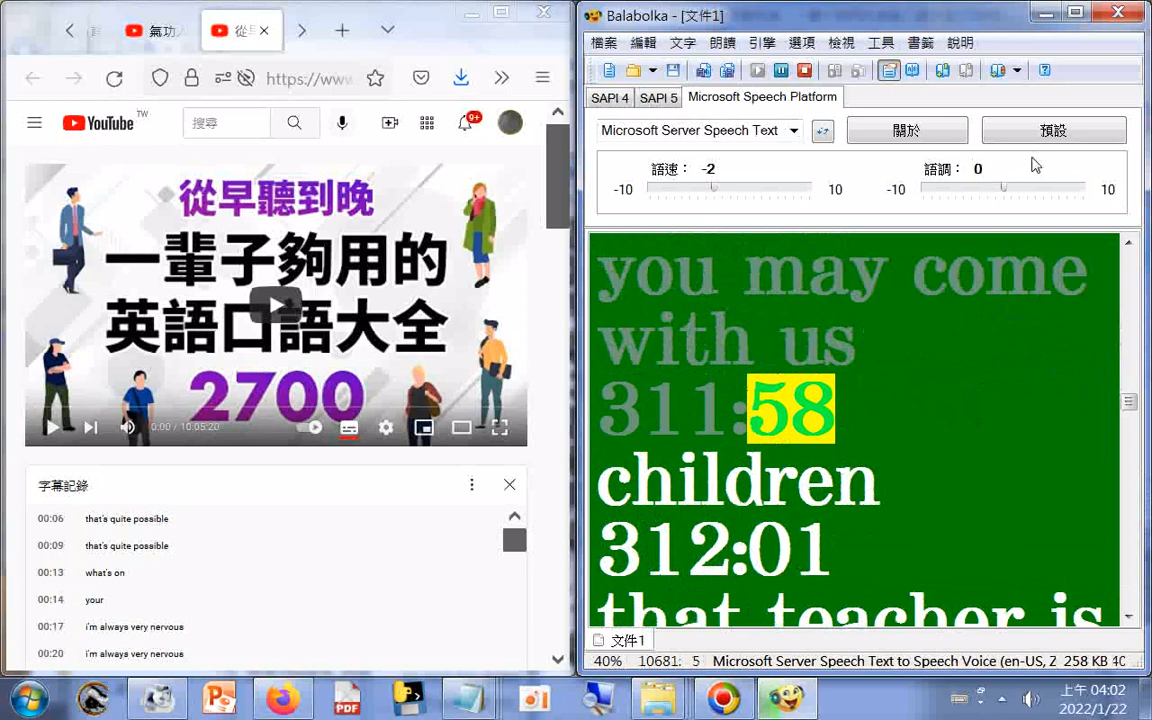 氣功
從
https://www
YouTube TW
搜尋
9+
從早聽到晚
一輩子夠用的
英語口語大全
2700
0:00 / 10:05:20
字幕記錄
00:06 that's quite possible
00:09 that's quite possible
00:13 what's on
00:14 your
00:17 i'm always very nervous
00:20 i'm always very nervous
Balabolka - [文件1]
檔案 編輯 文字 朗讀 引擎 選項 檢視 工具 書籤 說明
SAPI 4 SAPI 5 Microsoft Speech Platform
Microsoft Server Speech Text 關於 預設
語速： -2 語調： 0
-10 10 -10 10
you may come
with us
311:58
children
312:01
that teacher is
文件1
40% 10681: 5 Microsoft Server Speech Text to Speech Voice (en-US, Z 258 KB
PDF
上午 04:02
2022/1/22